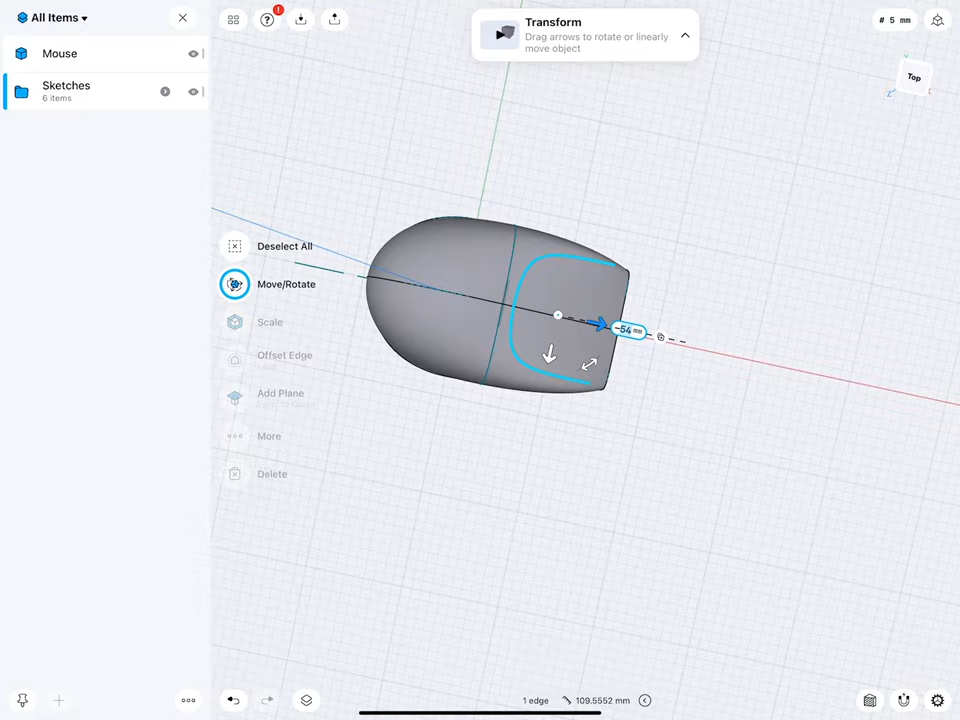 All Items
Mouse
Sketches
6 items
?
!
Transform
Drag arrows to rotate or linearly
move object
# 5 mm
Top
Deselect All
Move/Rotate
Scale
Offset Edge
Add Plane
More
Delete
-54 mm
1 edge
109.5552 mm